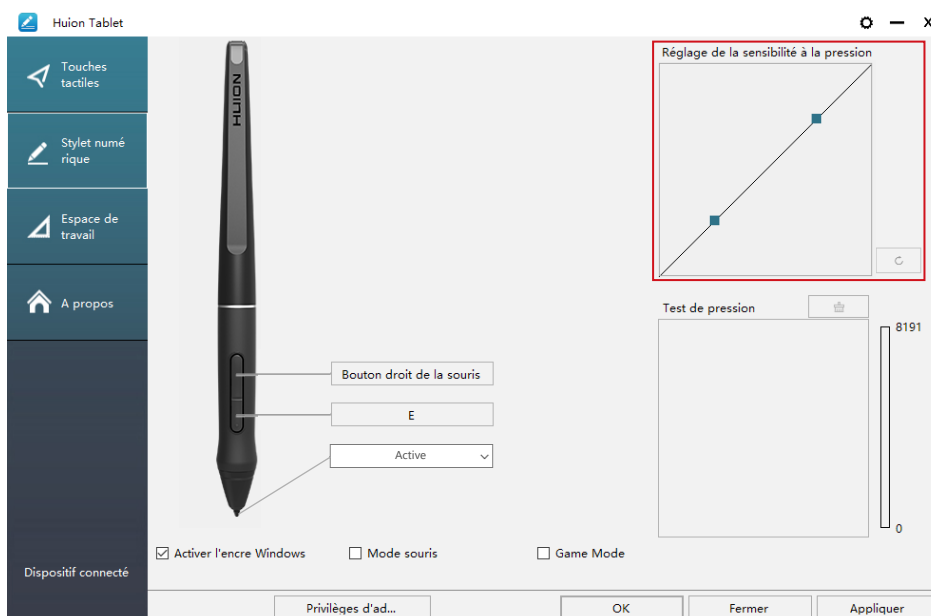 Huion Tablet
Touches
tactiles
Stylet numé
rique
Espace de
travail
A propos
Dispositif connecté
HUION
Bouton droit de la souris
E
Active
Réglage de la sensibilité à la pression
Test de pression
8191
0
Activer l'encre Windows
Mode souris
Game Mode
Privilèges d'ad...
OK
Fermer
Appliquer